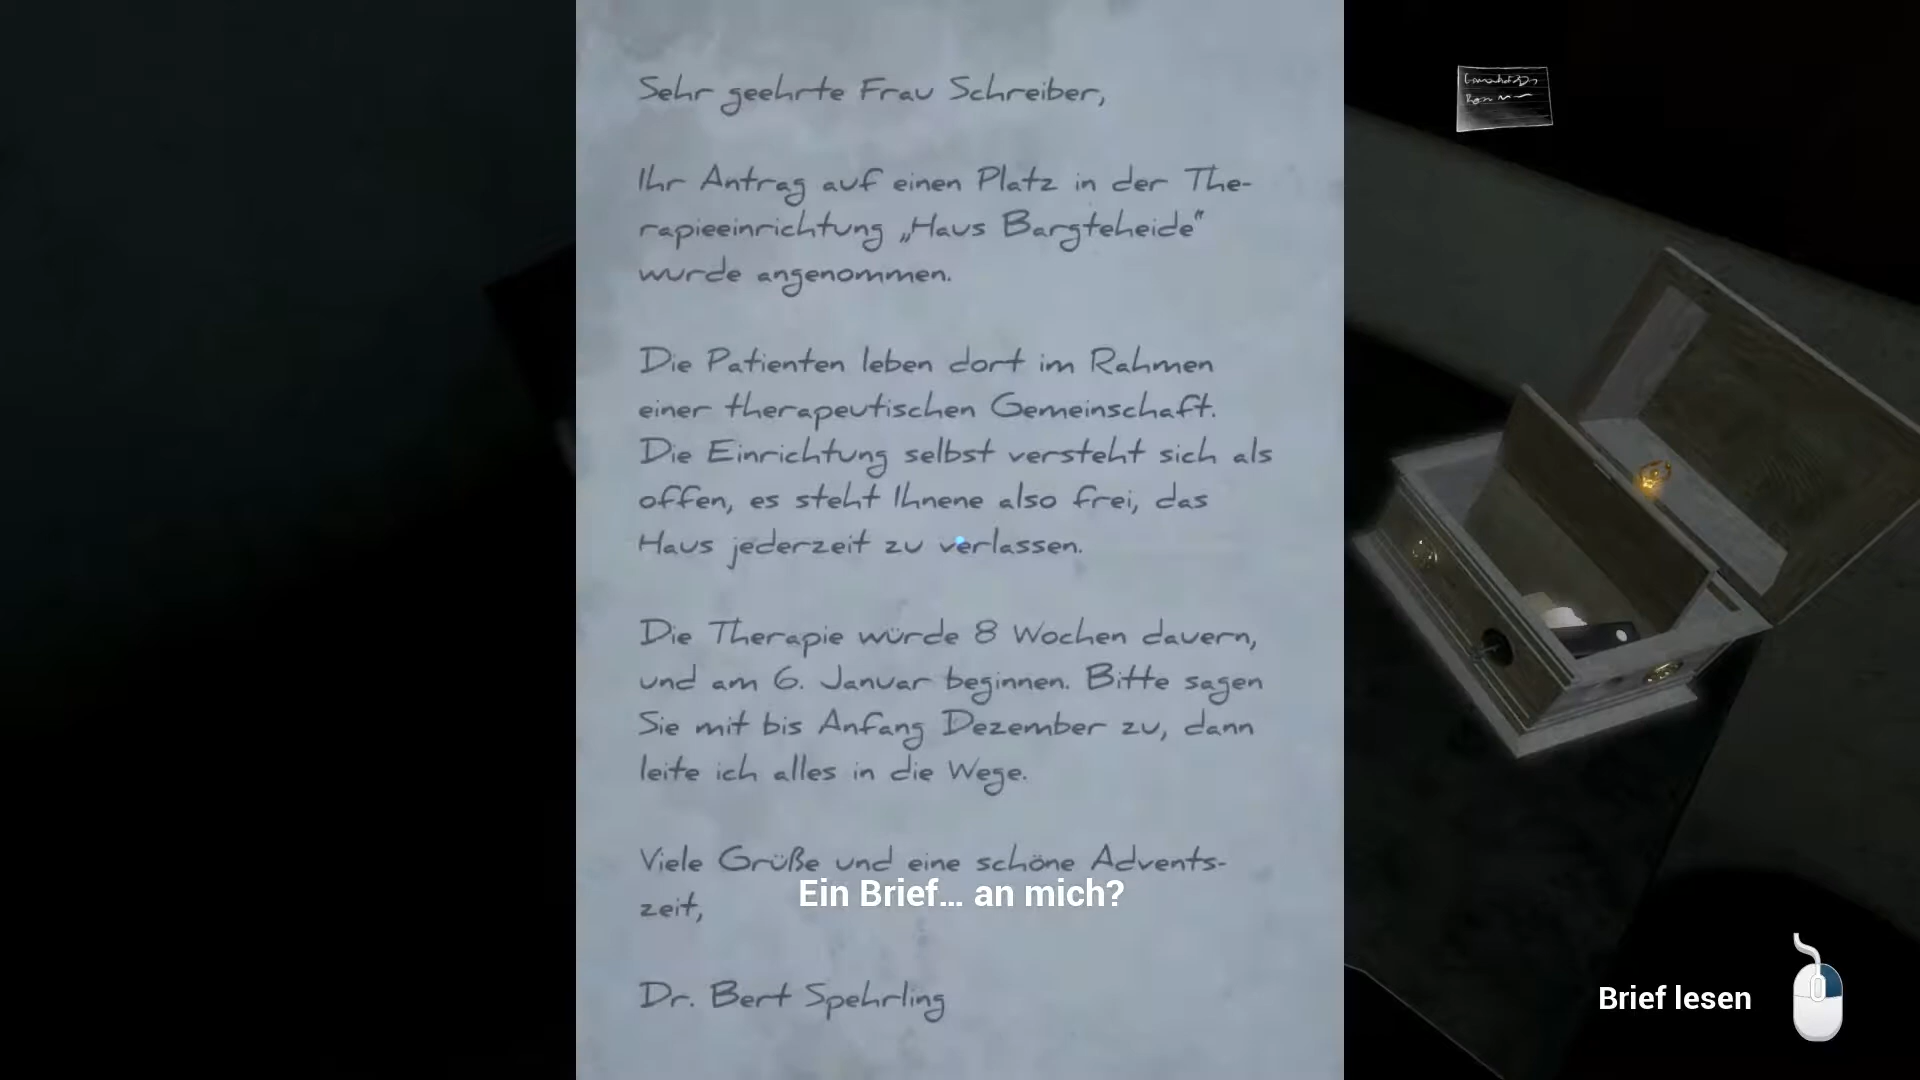 Sehr geehrte Frau Schreiber,
Ihr Antrag auf einen Platz in der The-
rapieeinrichtung „Haus Bargteheide“
wurde angenommen.
Die Patienten leben dort im Rahmen
einer therapeutischen Gemeinschaft.
Die Einrichtung selbst versteht sich als
offen, es steht Ihnene also frei, das
Haus jederzeit zu verlassen.
Die Therapie würde 8 Wochen dauern,
und am 6. Januar beginnen. Bitte sagen
Sie mit bis Anfang Dezember zu, dann
leite ich alles in die Wege.
Viele Grüße und eine schöne Advents-
zeit,
Dr. Bert Spehrling
Ein Brief... an mich?
Brief lesen